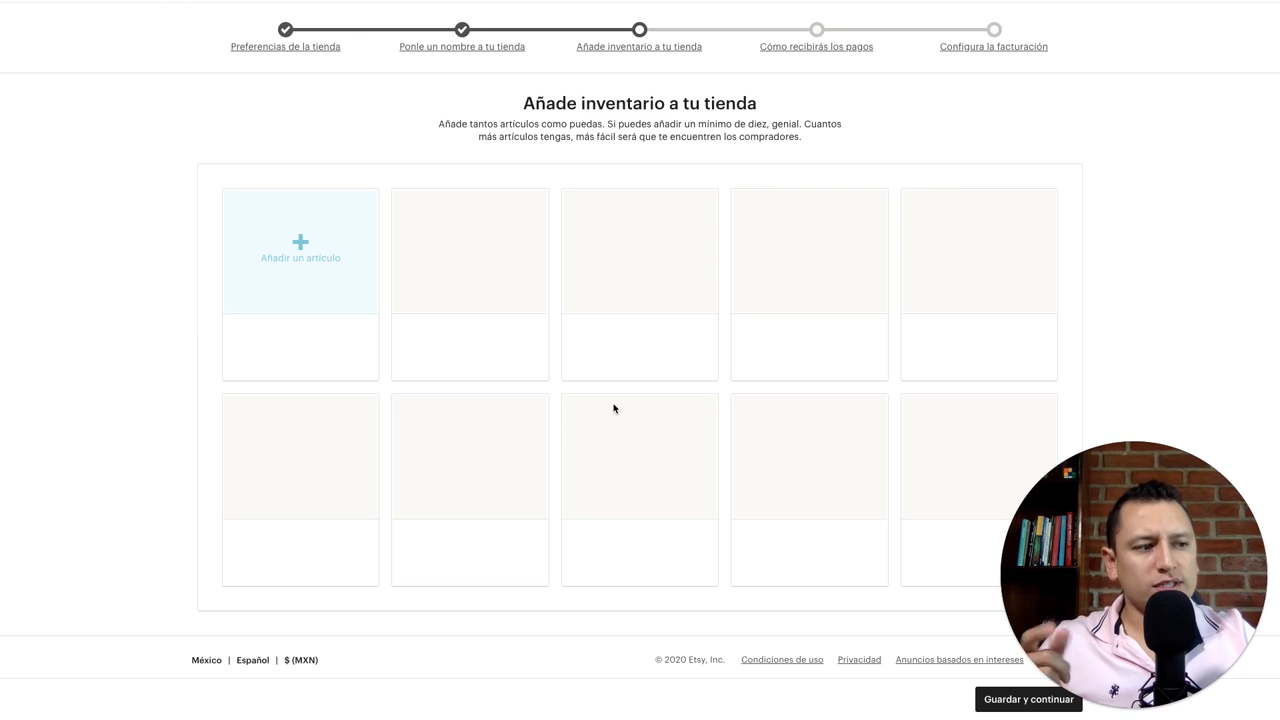 Preferencias de la tienda
Ponle un nombre a tu tienda
Añade inventario a tu tienda
Cómo recibirás los pagos
Configura la facturación
Añade inventario a tu tienda
Añade tantos artículos como puedas. Si puedes añadir un mínimo de diez, genial. Cuantos
más artículos tengas, más fácil será que te encuentren los compradores.
Añadir un artículo
México | Español | $ (MXN)
© 2020 Etsy, Inc. Condiciones de uso Privacidad Anuncios basados en intereses
Guardar y continuar